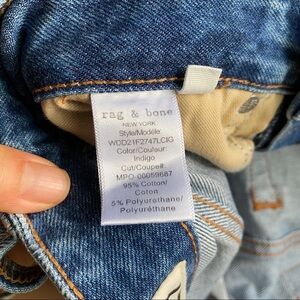 rag & bone
NEW YORK
Style/Modèle:
WDD21F2747LCIG
Color/Couleur:
Indigo
Cut/Coupe#:
MPO-00059687
95% Cotton/
Coton
5% Polyurethane/
Polyuréthane